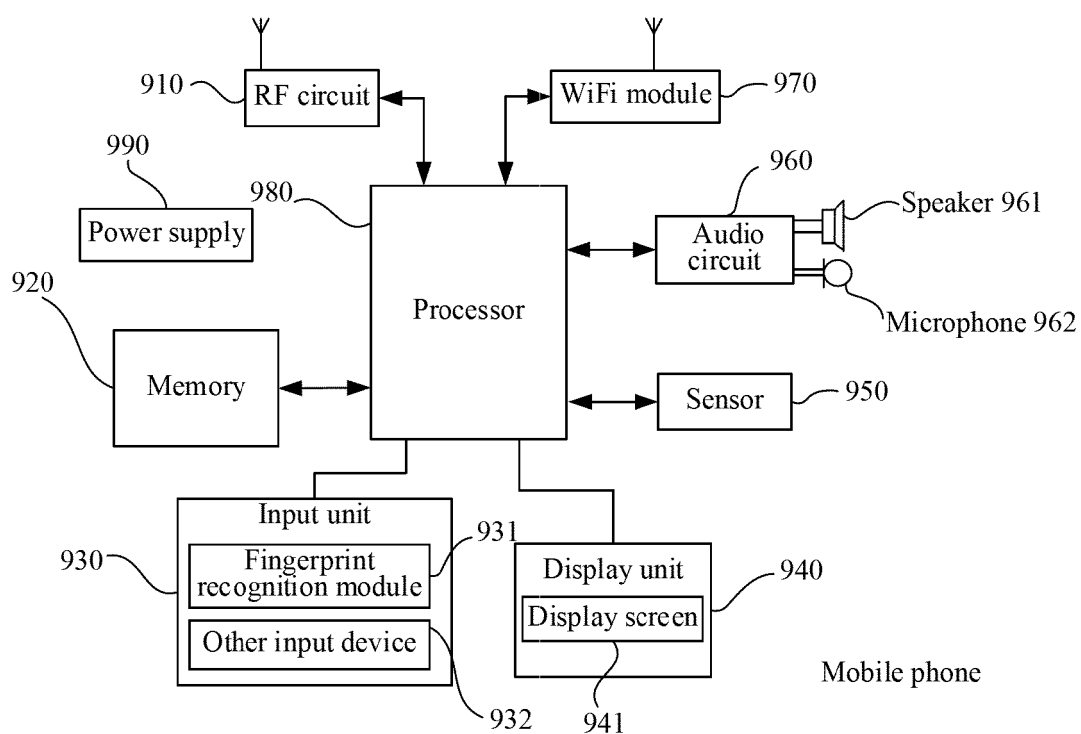 910
RF circuit
WiFi module
970
990
Power supply
980
Processor
960
Audio
circuit
Speaker 961
Microphone 962
920
Memory
Sensor
950
Input unit
930
Fingerprint
recognition module
931
Other input device
932
Display unit
940
Display screen
941
Mobile phone